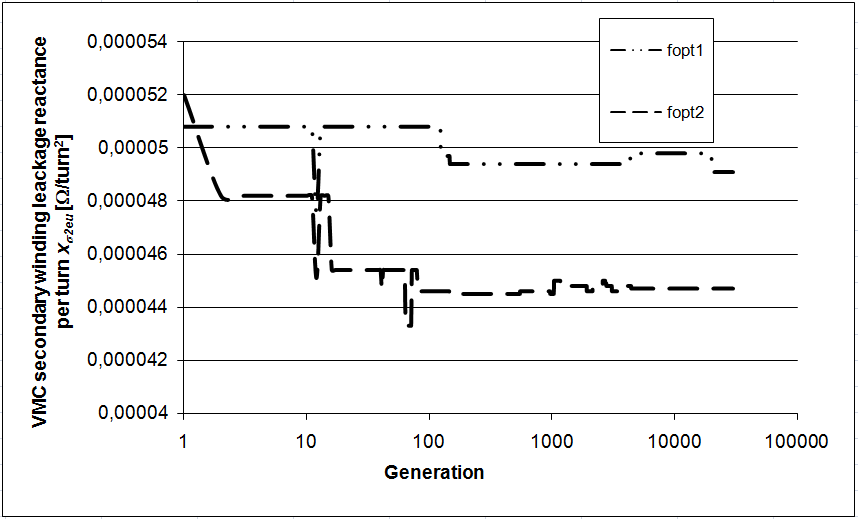 VMC secondary winding leackage reactance
per turn xσ2eu [Ω/turn²]
0,000054
0,000052
0,00005
0,000048
0,000046
0,000044
0,000042
0,00004
fopt1
fopt2
1 10 100 1000 10000 100000
Generation